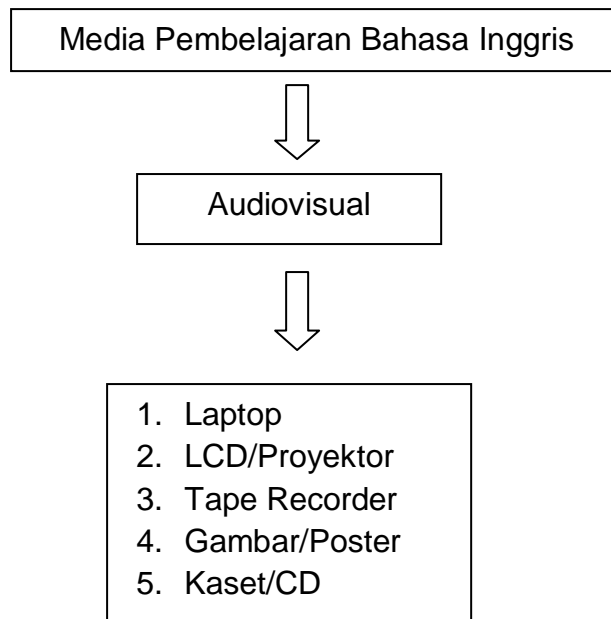 Media Pembelajaran Bahasa Inggris
Audiovisual
1. Laptop
2. LCD/Proyektor
3. Tape Recorder
4. Gambar/Poster
5. Kaset/CD